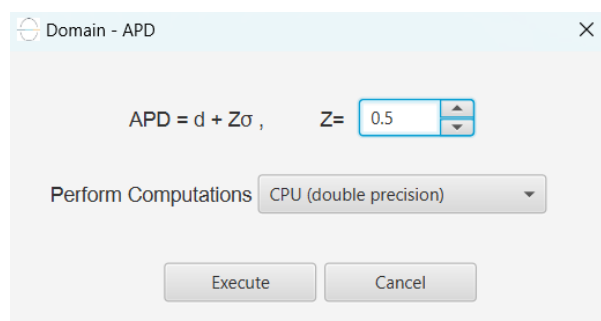 Domain - APD
APD = d + Zσ , Z= 0.5
Perform Computations CPU (double precision)
Execute Cancel